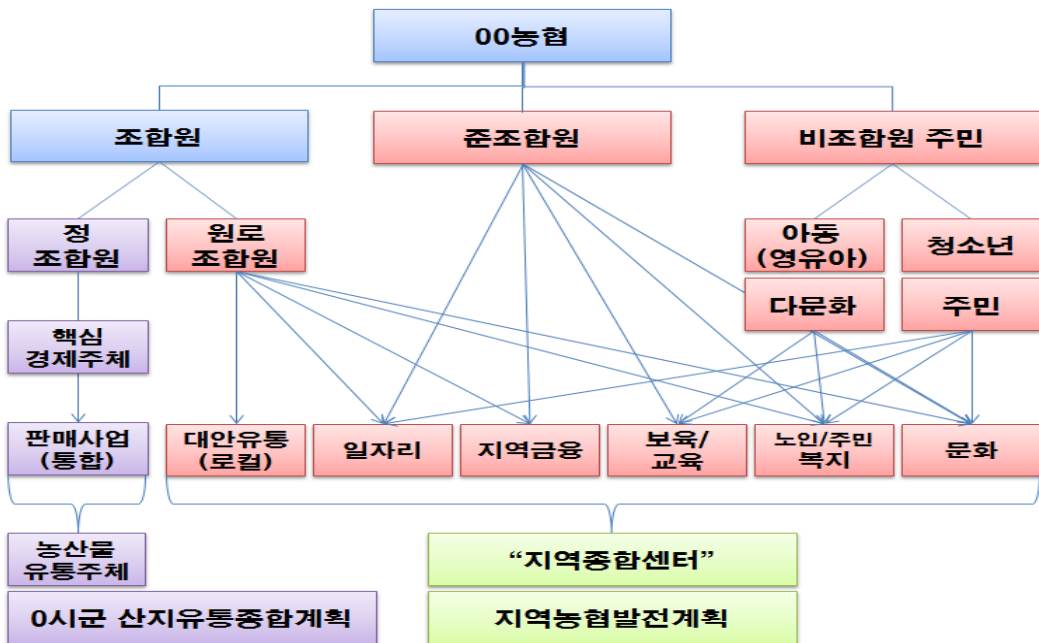 00농협
조합원
준조합원
비조합원 주민
정
조합원
원로
조합원
아동
(영유아)
청소년
다문화
주민
핵심
경제주체
판매사업
(통합)
대안유통
(로컬)
일자리
지역금융
보육/
교육
노인/주민
복지
문화
농산물
유통주체
“지역종합센터”
0시군 산지유통종합계획
지역농협발전계획